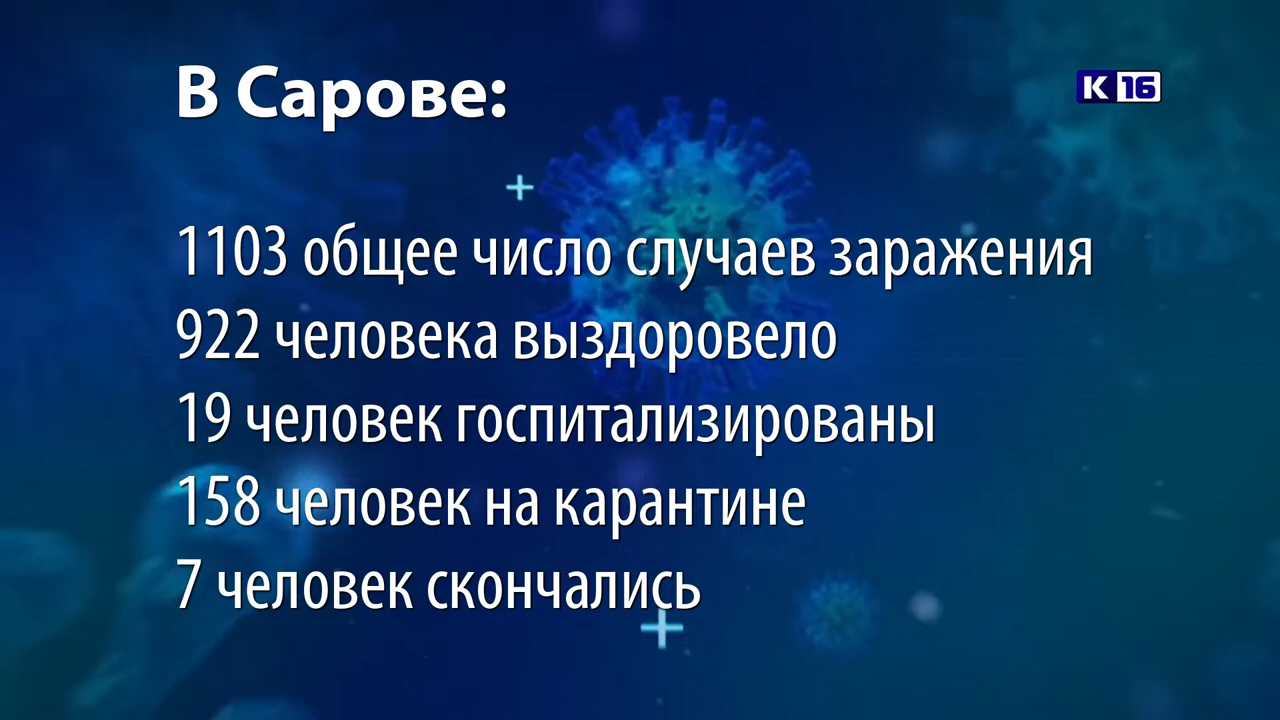 В Сарове:
К 16
1103 общее число случаев заражения
922 человека выздоровело
19 человек госпитализированы
158 человек на карантине
7 человек скончались